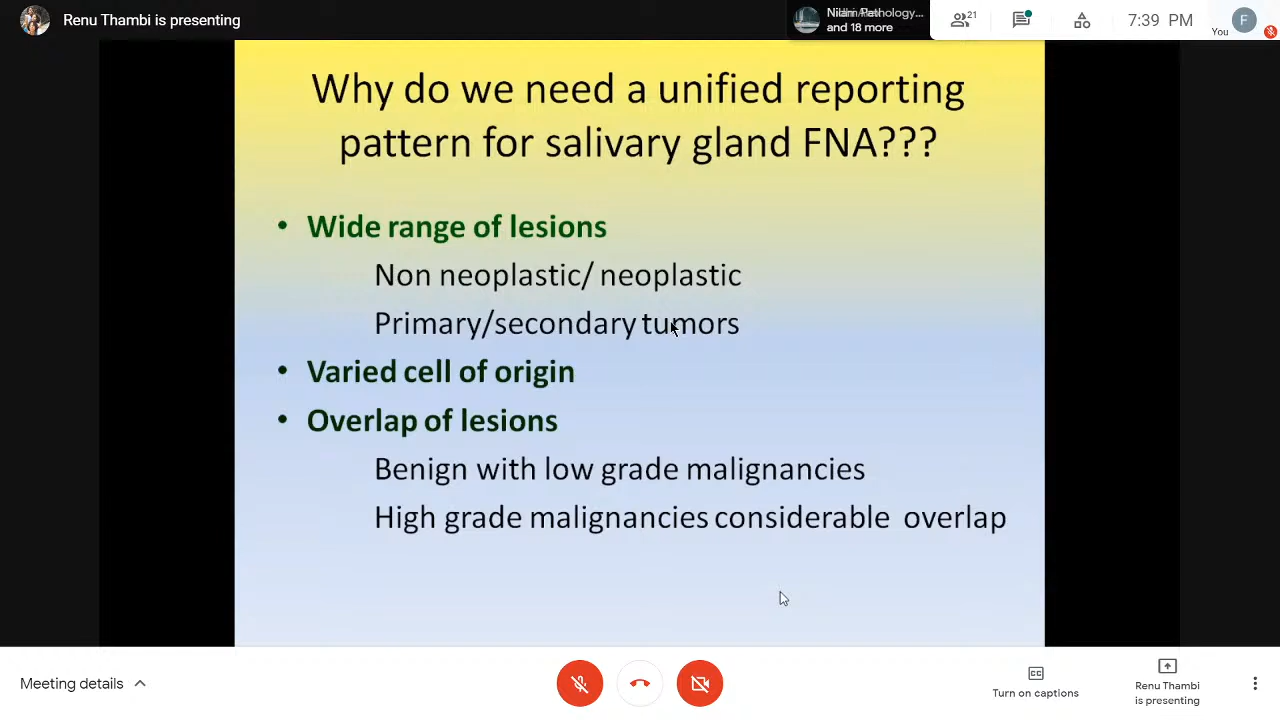 Renu Thambi is presenting
Pathology...
and 18 more
21
7:39 PM
You
F
Why do we need a unified reporting
pattern for salivary gland FNA???
• Wide range of lesions
Non neoplastic/ neoplastic
Primary/secondary tumors
• Varied cell of origin
• Overlap of lesions
Benign with low grade malignancies
High grade malignancies considerable overlap
Meeting details
CC
Turn on captions
Renu Thambi
is presenting